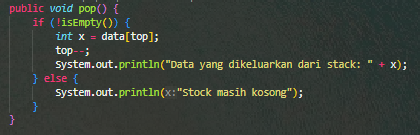 public void pop() {
    if (!isEmpty()) {
        int x = data[top];
        top--;
        System.out.println("Data yang dikeluarkan dari stack: " + x);
    } else {
        System.out.println(x:"Stock masih kosong");
    }
}